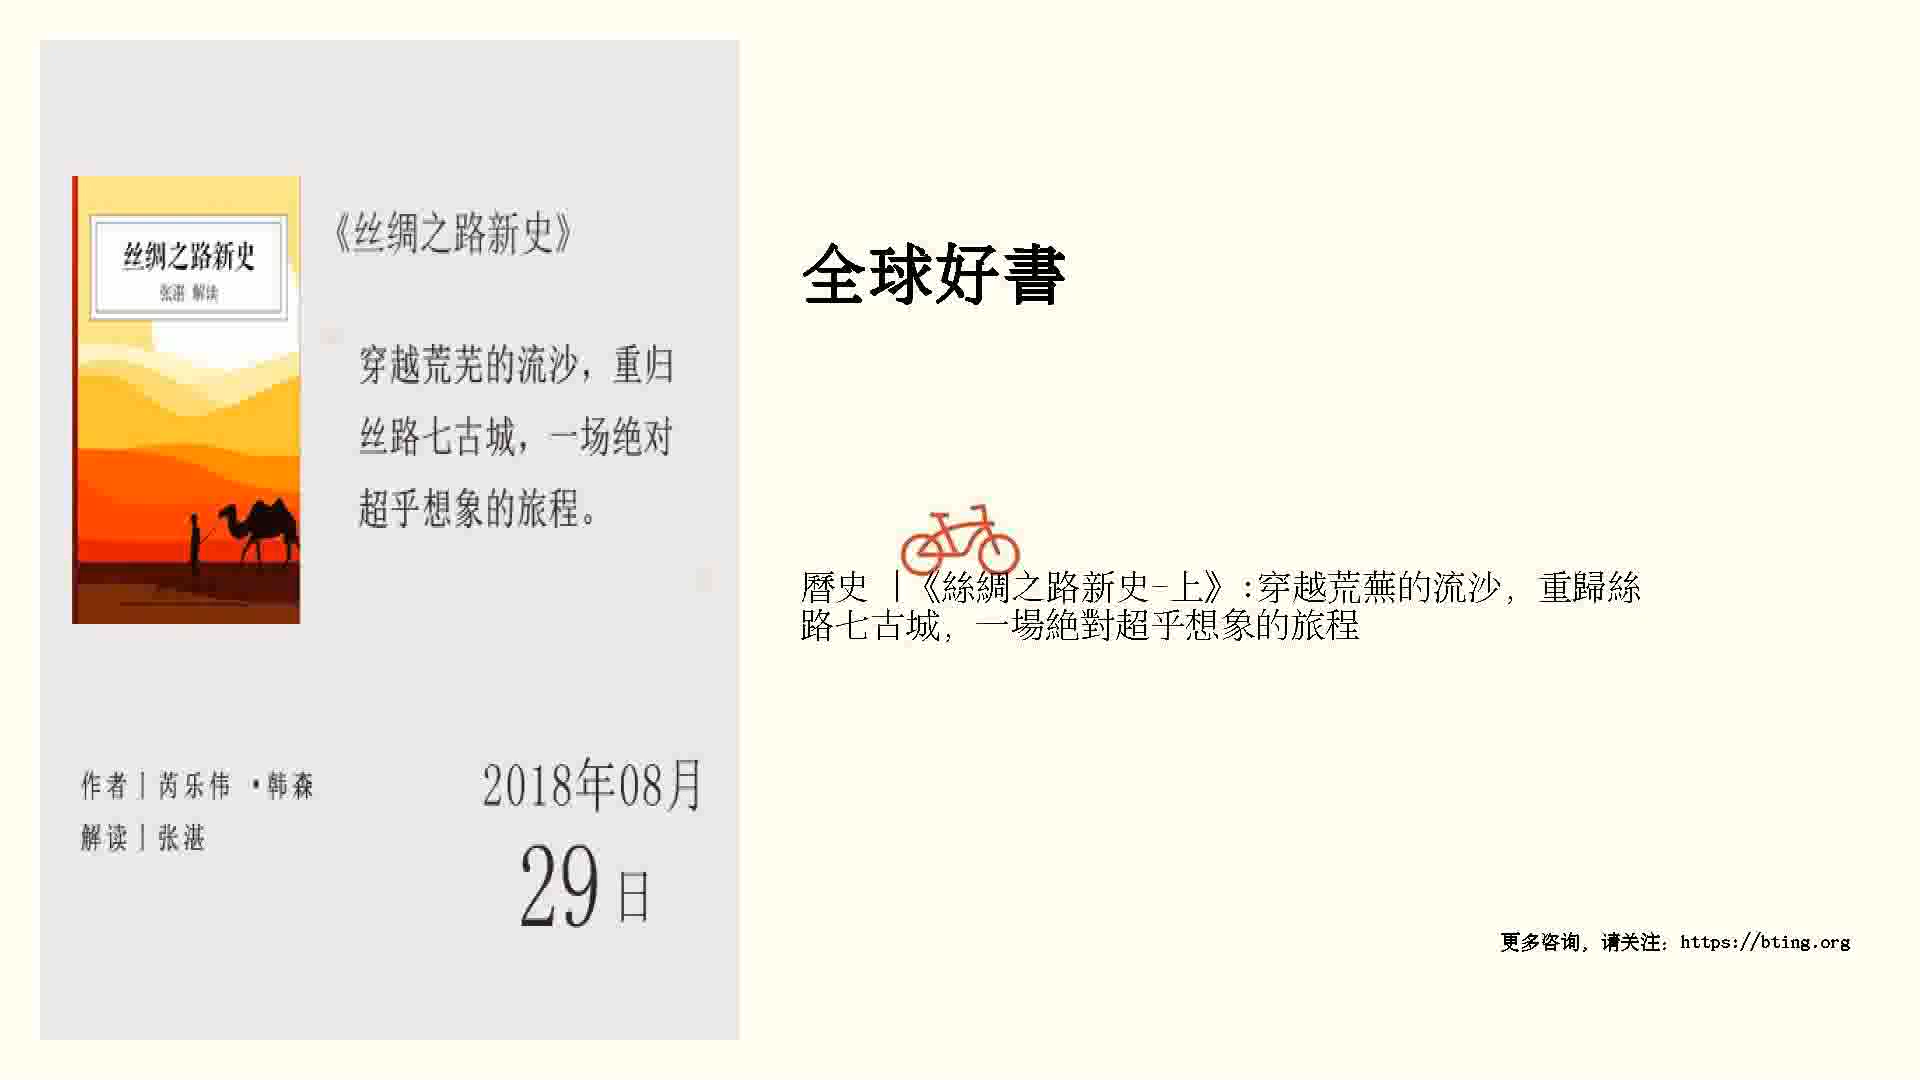 丝绸之路新史
张湛 解读
《丝绸之路新史》
穿越荒芜的流沙，重归
丝路七古城，一场绝对
超乎想象的旅程。
作者丨芮乐伟 ·韩森
解读丨张湛
2018年08月
29日
全球好書
曆史 |《絲綢之路新史-上》:穿越荒蕪的流沙，重歸絲
路七古城，一場絕對超乎想象的旅程
更多咨询，请关注：https://bting.org